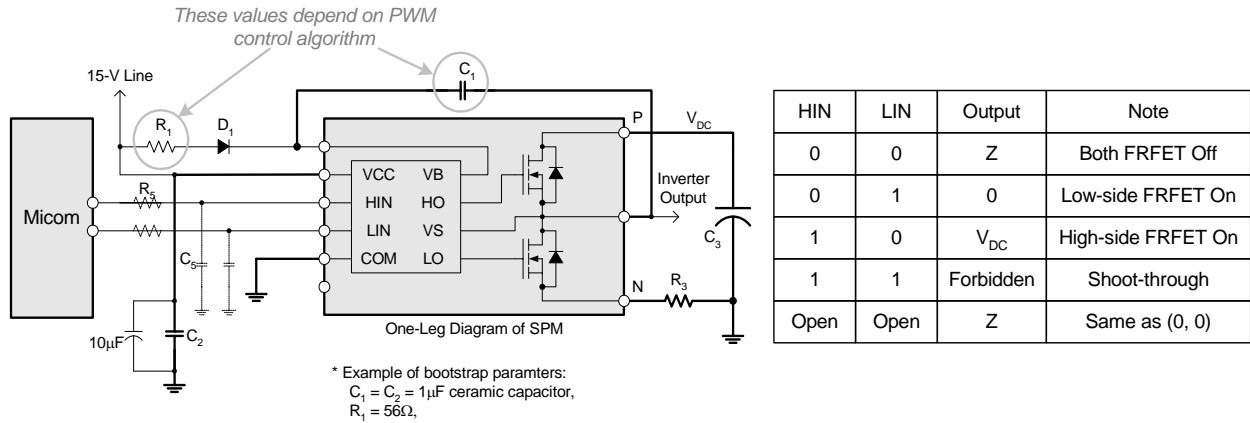 These values depend on PWM
control algorithm
15-V Line
C1
R1
D1
P
VDC
Micom
R5
C5
VCC
VB
HIN
HO
LIN
VS
COM
LO
Inverter
Output
C3
N
R3
10μF
C2
One-Leg Diagram of SPM
* Example of bootstrap paramters:
C1 = C2 = 1μF ceramic capacitor,
R1 = 56Ω,
HIN LIN Output Note
0 0 Z Both FRFET Off
0 1 0 Low-side FRFET On
1 0 VDC High-side FRFET On
1 1 Forbidden Shoot-through
Open Open Z Same as (0, 0)